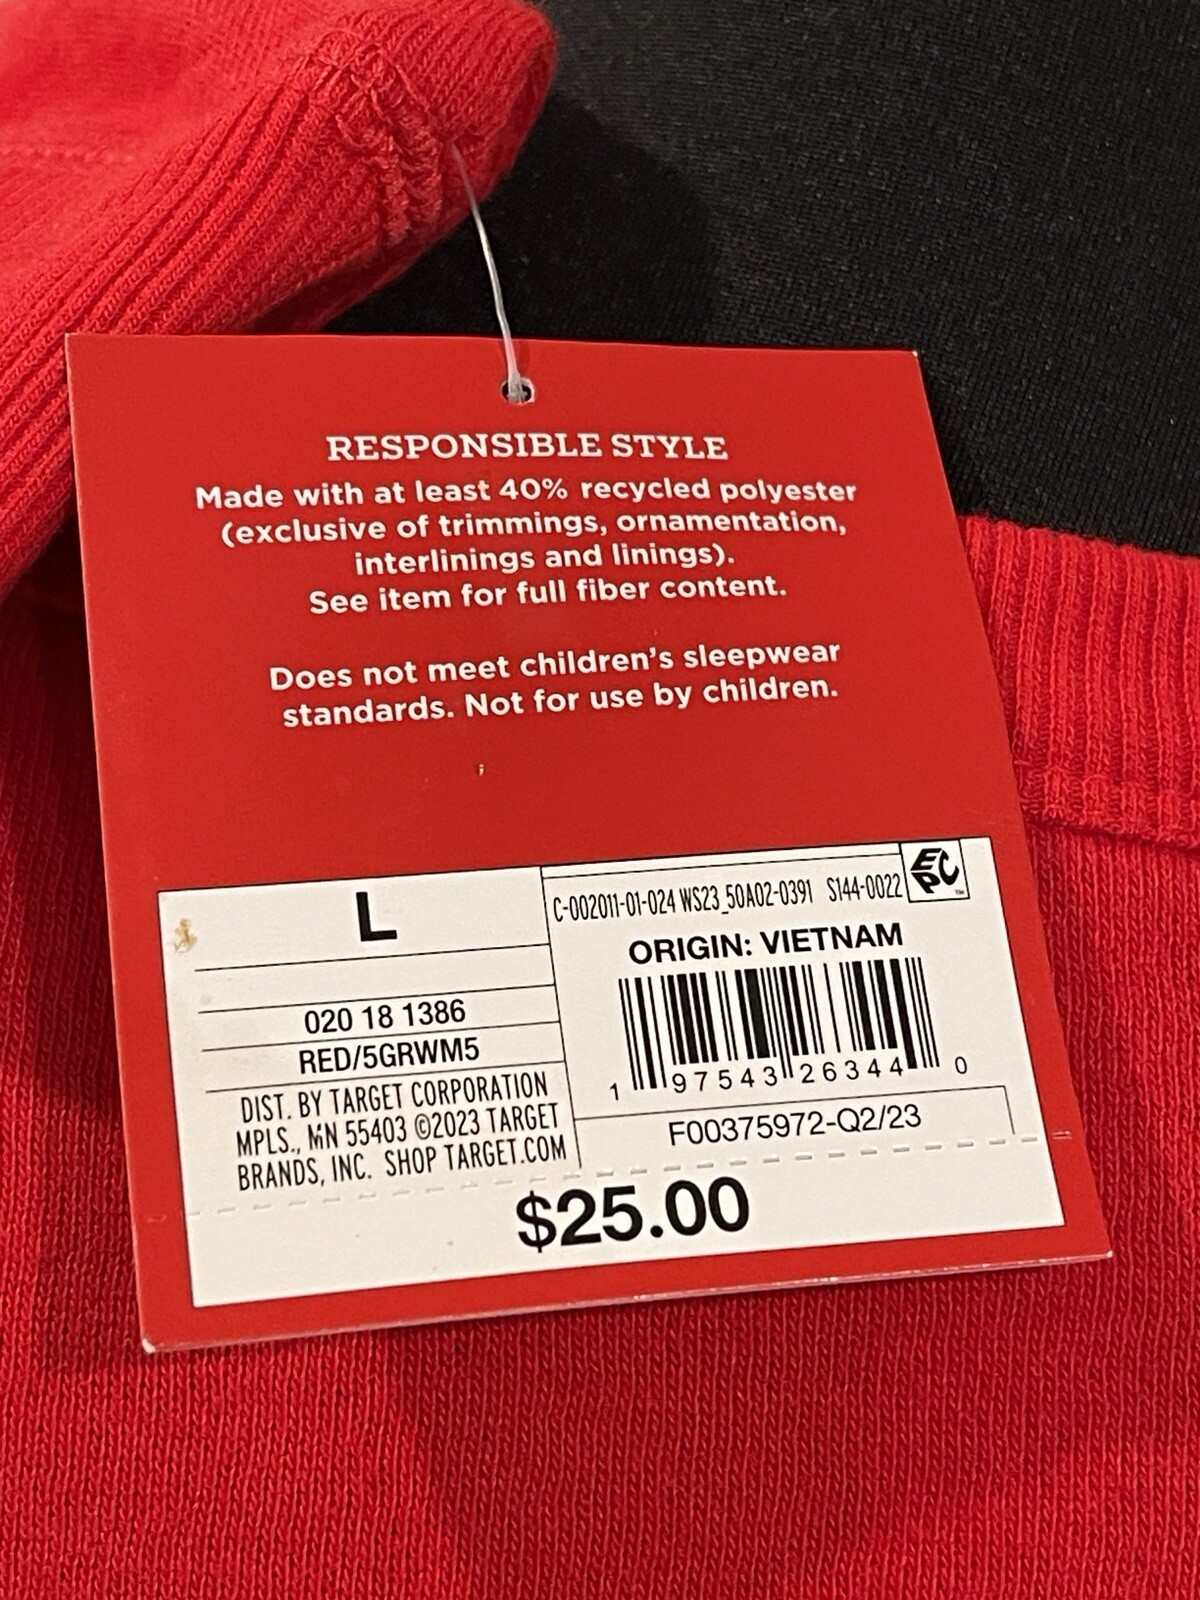 RESPONSIBLE STYLE
Made with at least 40% recycled polyester
(exclusive of trimmings, ornamentation,
interlinings and linings).
See item for full fiber content.
Does not meet children's sleepwear
standards. Not for use by children.
L
020 18 1386
RED/5GRWM5
DIST. BY TARGET CORPORATION
MPLS., MN 55403 ©2023 TARGET
BRANDS, INC. SHOP TARGET.COM
C-002011-01-024 WS23_50A02-0391 S144-0022
EPC™
ORIGIN: VIETNAM
1 97543 26344 0
F00375972-Q2/23
$25.00